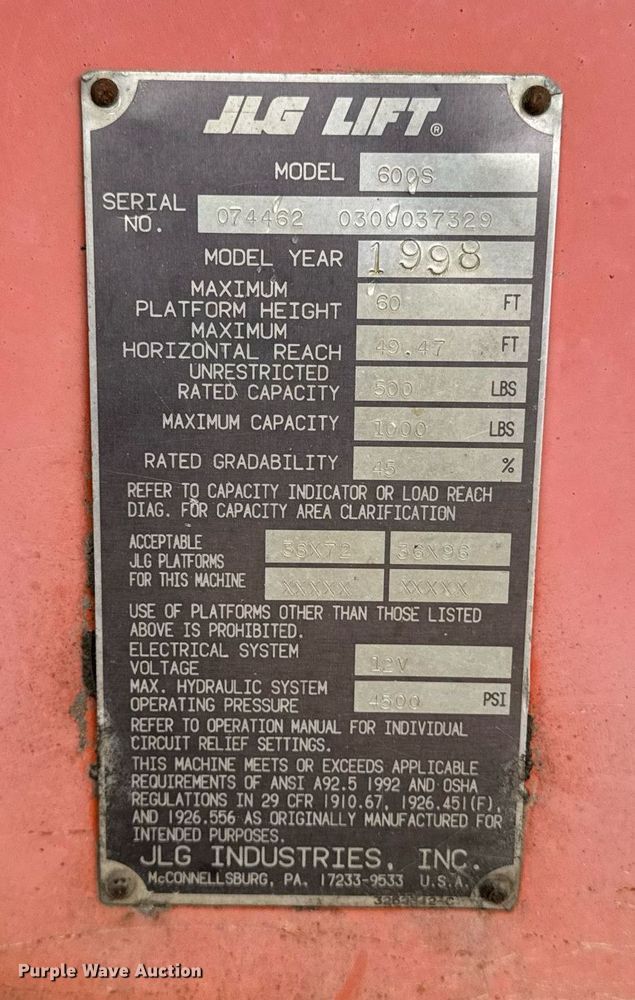 JLG LIFT®
MODEL 600S
SERIAL NO. 074462 0300037329
MODEL YEAR 1998
MAXIMUM
PLATFORM HEIGHT 60 FT
MAXIMUM
HORIZONTAL REACH 49.47 FT
UNRESTRICTED
RATED CAPACITY 500 LBS
MAXIMUM CAPACITY 1000 LBS
RATED GRADABILITY 45 %
REFER TO CAPACITY INDICATOR OR LOAD REACH
DIAG. FOR CAPACITY AREA CLARIFICATION
ACCEPTABLE 36X72 36X96
JLG PLATFORMS
FOR THIS MACHINE XXXXX XXXXX
USE OF PLATFORMS OTHER THAN THOSE LISTED
ABOVE IS PROHIBITED.
ELECTRICAL SYSTEM
VOLTAGE 12V
MAX. HYDRAULIC SYSTEM
OPERATING PRESSURE 4500 PSI
REFER TO OPERATION MANUAL FOR INDIVIDUAL
CIRCUIT RELIEF SETTINGS.
THIS MACHINE MEETS OR EXCEEDS APPLICABLE
REQUIREMENTS OF ANSI A92.5 1992 AND OSHA
REGULATIONS IN 29 CFR 1910.67, 1926.451(F),
AND 1926.556 AS ORIGINALLY MANUFACTURED FOR
INTENDED PURPOSES.
JLG INDUSTRIES, INC.
McCONNELLSBURG, PA. 17233-9533 U.S.A.
Purple Wave Auction